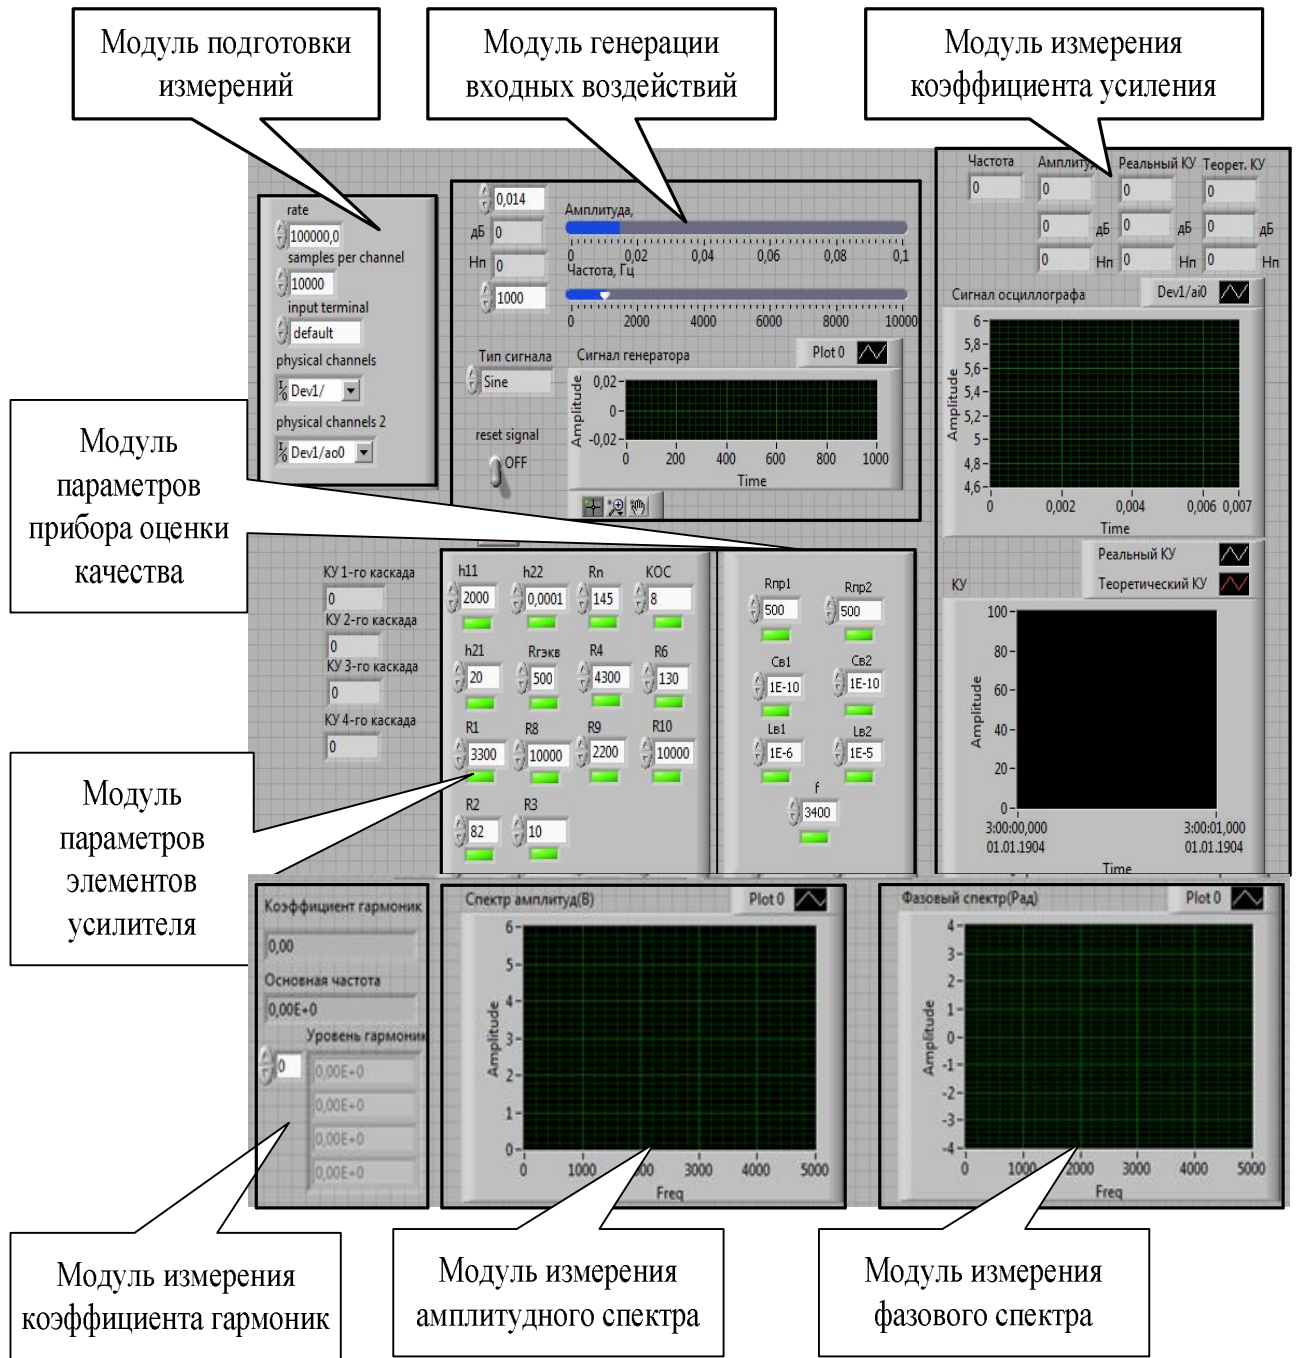 Модуль подготовки
измерений
Модуль генерации
входных воздействий
Модуль измерения
коэффициента усиления
rate
100000,0
samples per channel
10000
input terminal
default
physical channels
Dev1/
physical channels 2
Dev1/ao0
0,014
дБ 0
Нп 0
1000
Амплитуда,
0 0,02 0,04 0,06 0,08 0,1
Частота, Гц
0 2000 4000 6000 8000 10000
Тип сигнала
Sine
reset signal
OFF
Сигнал генератора
Plot 0
0,02
0
-0,02
Amplitude
0 200 400 600 800 1000
Time
Частота
Амплитуд
Реальный КУ
Теорет. КУ
0 0 0 0
0 дБ 0 дБ 0 дБ
0 Нп 0 Нп 0 Нп
Сигнал осциллографа
Dev1/ai0
6
5,8
5,6
5,4
5,2
5
4,8
4,6
Amplitude
0 0,002 0,004 0,006 0,007
Time
Реальный КУ
Теоретический КУ
КУ
100
80
60
40
20
0
Amplitude
3:00:00,000
01.01.1904
3:00:01,000
01.01.1904
Time
Модуль
параметров
прибора оценки
качества
КУ 1-го каскада
0
КУ 2-го каскада
0
КУ 3-го каскада
0
КУ 4-го каскада
0
h11 h22 Rн КОС
2000 0,0001 145 8
h21 Rгэкв R4 R6
20 500 4300 130
R1 R8 R9 R10
3300 10000 2200 10000
R2 R3
82 10
Rпр1 Rпр2
500 500
Св1 Св2
1E-10 1E-10
Lв1 Lв2
1E-6 1E-5
f
3400
Модуль
параметров
элементов
усилителя
Коэффициент гармоник
0,00
Основная частота
0,00E+0
Уровень гармоник
0
0,00E+0
0,00E+0
0,00E+0
0,00E+0
Спектр амплитуд(В)
Plot 0
6
5
4
3
2
1
0
Amplitude
0 1000 2000 3000 4000 5000
Freq
Фазовый спектр(Рад)
Plot 0
4
3
2
1
0
-1
-2
-3
-4
Amplitude
0 1000 2000 3000 4000 5000
Freq
Модуль измерения
коэффициента гармоник
Модуль измерения
амплитудного спектра
Модуль измерения
фазового спектра